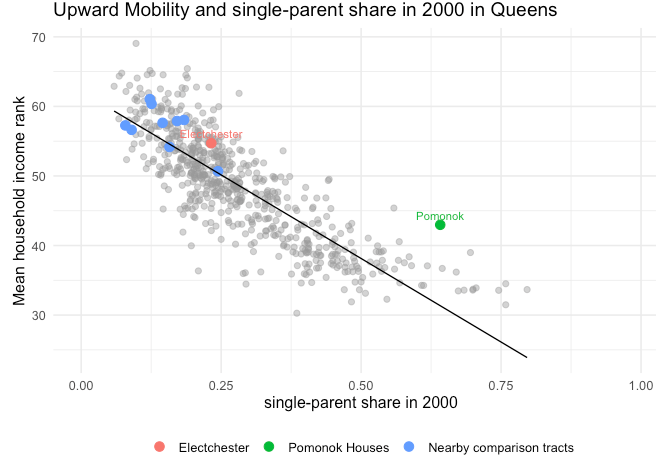 Upward Mobility and single-parent share in 2000 in Queens
Mean household income rank
70
60
50
40
30
Electchester
Pomonok
0.00 0.25 0.50 0.75 1.00
single-parent share in 2000
Electchester Pomonok Houses Nearby comparison tracts